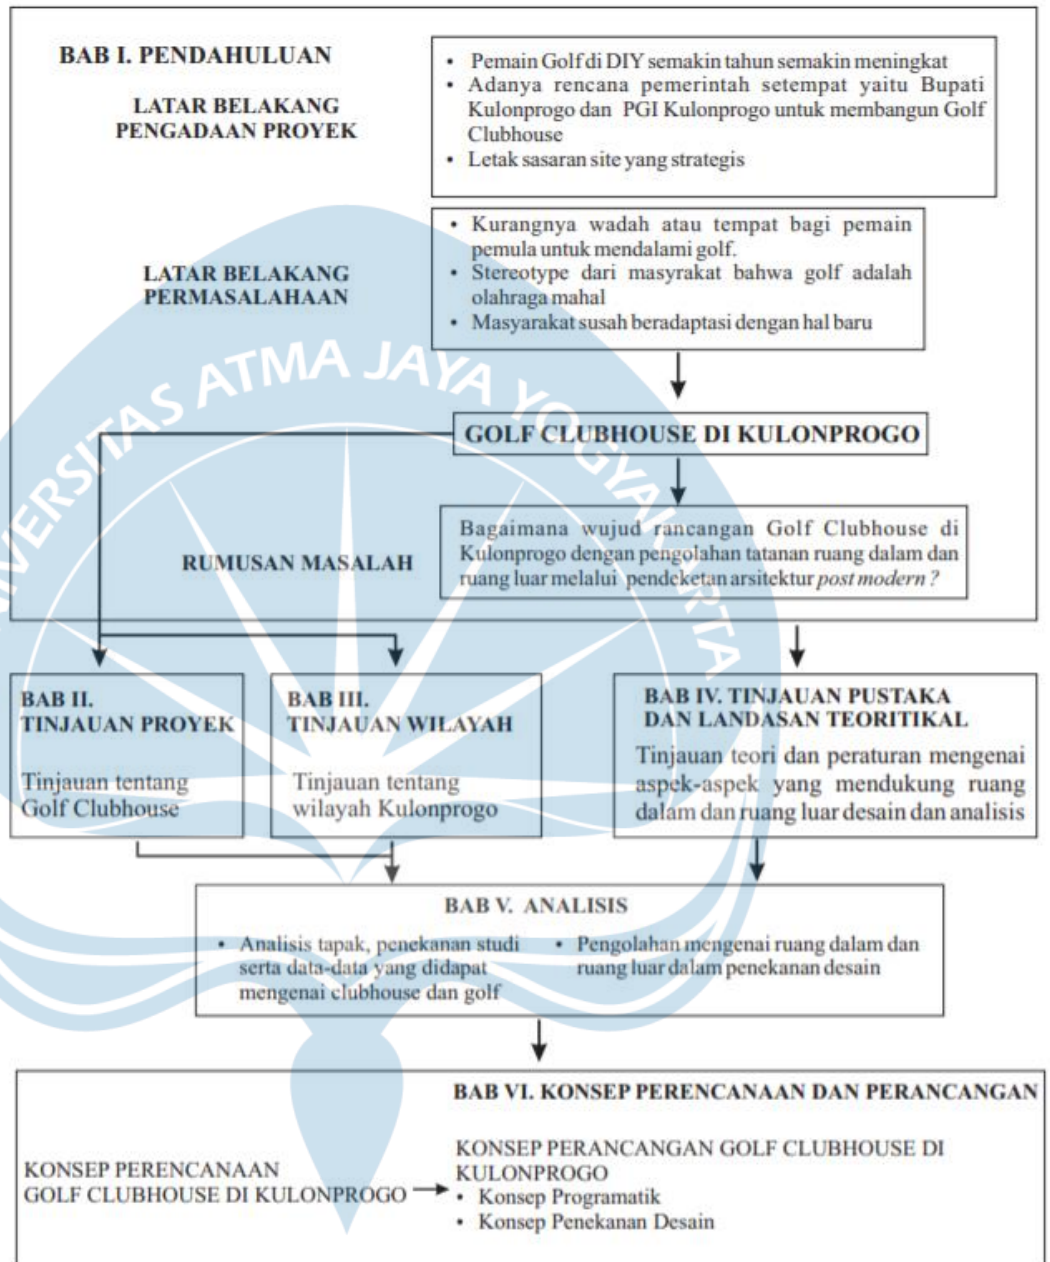 BAB I. PENDAHULUAN
LATAR BELAKANG
PENGADAAN PROYEK
• Pemain Golf di DIY semakin tahun semakin meningkat
• Adanya rencana pemerintah setempat yaitu Bupati
Kulonprogo dan PGI Kulonprogo untuk membangun Golf
Clubhouse
• Letak sasaran site yang strategis
LATAR BELAKANG
PERMASALAHAAN
• Kurangnya wadah atau tempat bagi pemain
pemula untuk mendalami golf.
• Stereotype dari masyrakat bahwa golf adalah
olahraga mahal
• Masyarakat susah beradaptasi dengan hal baru
UNIVERSITAS ATMA JAYA YOGYAKARTA
GOLF CLUBHOUSE DI KULONPROGO
RUMUSAN MASALAH
Bagaimana wujud rancangan Golf Clubhouse di
Kulonprogo dengan pengolahan tatanan ruang dalam dan
ruang luar melalui pendeketan arsitektur post modern ?
BAB II.
TINJAUAN PROYEK
Tinjauan tentang
Golf Clubhouse
BAB III.
TINJAUAN WILAYAH
Tinjauan tentang
wilayah Kulonprogo
BAB IV. TINJAUAN PUSTAKA
DAN LANDASAN TEORITIKAL
Tinjauan teori dan peraturan mengenai
aspek-aspek yang mendukung ruang
dalam dan ruang luar desain dan analisis
BAB V. ANALISIS
• Analisis tapak, penekanan studi
serta data-data yang didapat
mengenai clubhouse dan golf
• Pengolahan mengenai ruang dalam dan
ruang luar dalam penekanan desain
BAB VI. KONSEP PERENCANAAN DAN PERANCANGAN
KONSEP PERENCANAAN
GOLF CLUBHOUSE DI KULONPROGO
KONSEP PERANCANGAN GOLF CLUBHOUSE DI
KULONPROGO
• Konsep Programatik
• Konsep Penekanan Desain